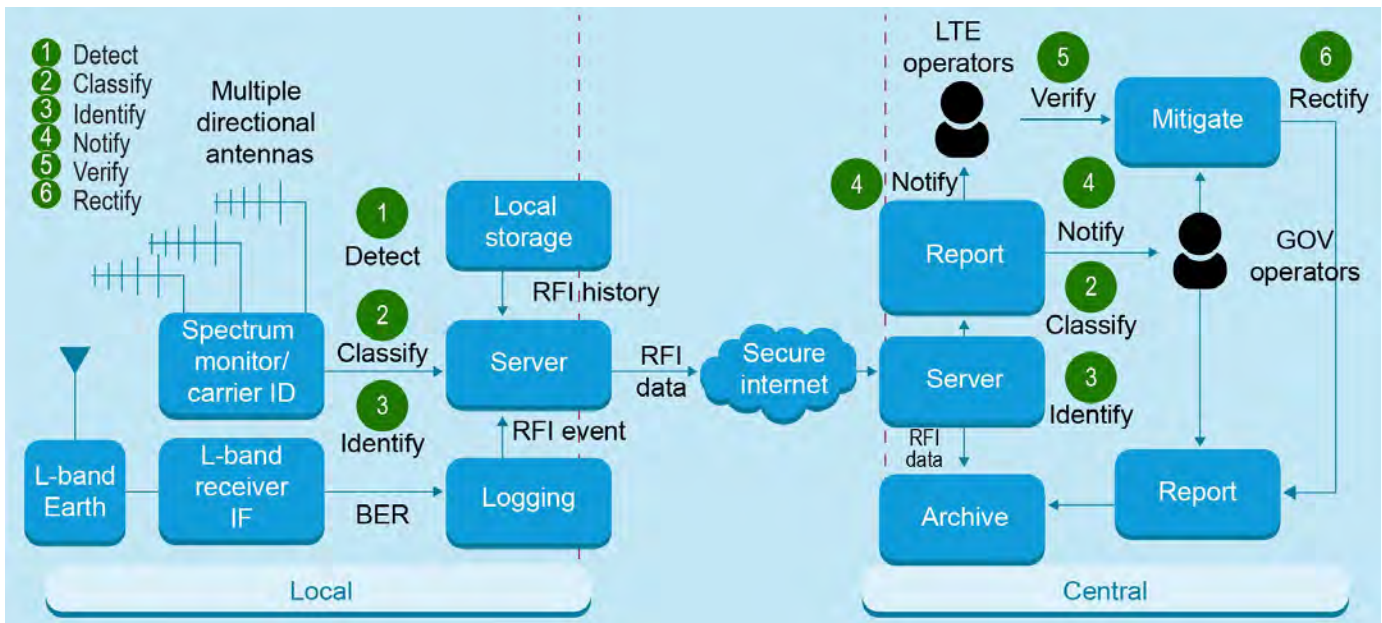 1 Detect
2 Classify
3 Identify
4 Notify
5 Verify
6 Rectify
Multiple
directional
antennas
1
Detect
Local
storage
RFI history
Spectrum
monitor/
carrier ID
2
Classify
Server
3
Identify
RFI event
L-band
Earth
L-band
receiver
IF
BER
Logging
RFI
data
Secure
internet
Local
LTE
operators
5
Verify
Mitigate
6
Rectify
4 Notify
Report
4
Notify
GOV
operators
2
Classify
Server
3
Identify
RFI
data
Archive
Report
Central